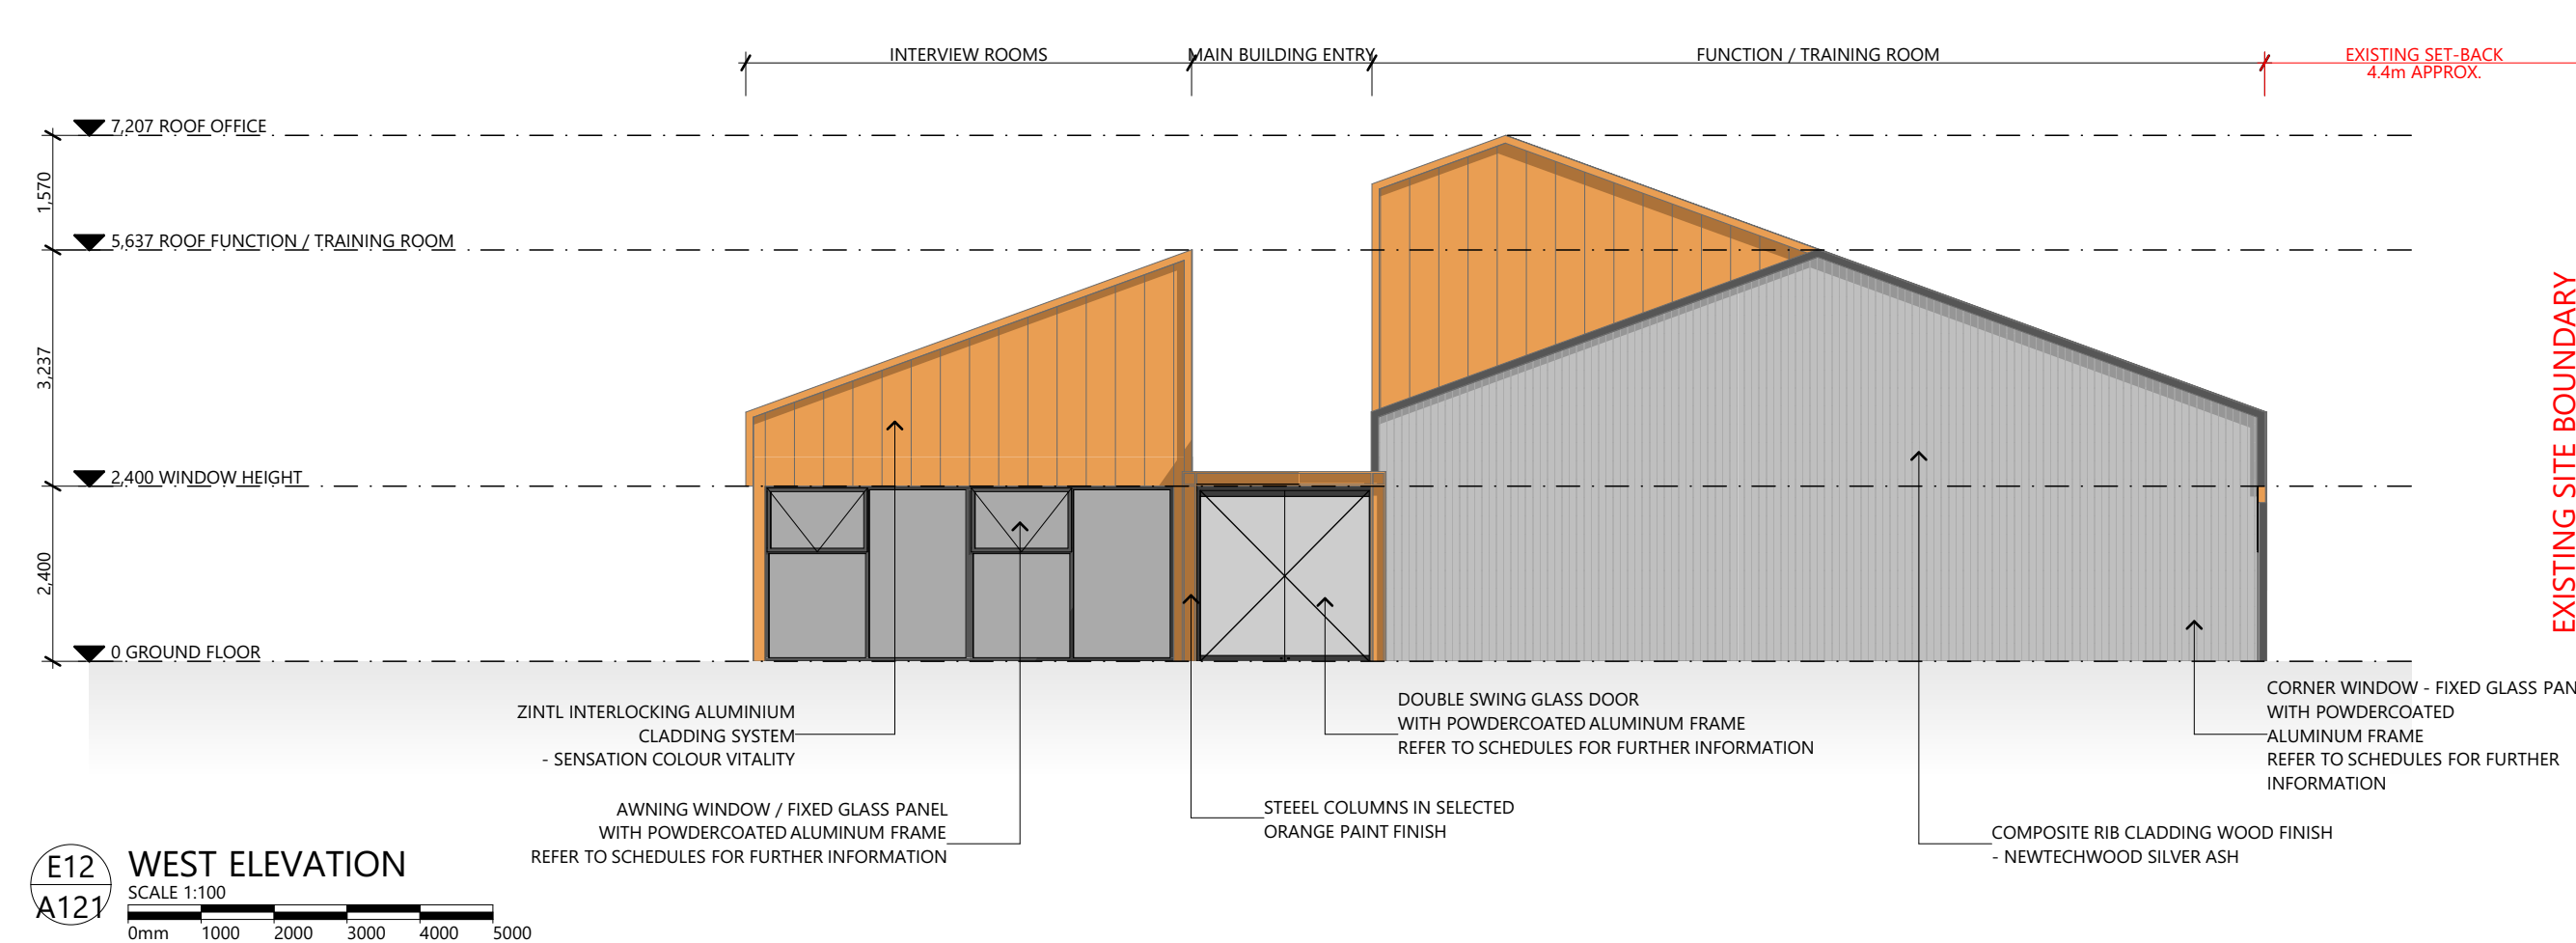 INTERVIEW ROOMS
MAIN BUILDING ENTRY
FUNCTION / TRAINING ROOM
EXISTING SET-BACK
4.4m APPROX.
7,207 ROOF OFFICE
1,570
5,637 ROOF FUNCTION / TRAINING ROOM
3,237
2,400 WINDOW HEIGHT
2,400
0 GROUND FLOOR
EXISTING SITE BOUNDARY
ZINTL INTERLOCKING ALUMINIUM
CLADDING SYSTEM
- SENSATION COLOUR VITALITY
AWNING WINDOW / FIXED GLASS PANEL
WITH POWDERCOATED ALUMINUM FRAME
REFER TO SCHEDULES FOR FURTHER INFORMATION
DOUBLE SWING GLASS DOOR
WITH POWDERCOATED ALUMINUM FRAME
REFER TO SCHEDULES FOR FURTHER INFORMATION
STEEEL COLUMNS IN SELECTED
ORANGE PAINT FINISH
CORNER WINDOW - FIXED GLASS PAN
WITH POWDERCOATED
ALUMINUM FRAME
REFER TO SCHEDULES FOR FURTHER
INFORMATION
COMPOSITE RIB CLADDING WOOD FINISH
- NEWTECHWOOD SILVER ASH
E12
A121
WEST ELEVATION
SCALE 1:100
0mm 1000 2000 3000 4000 5000